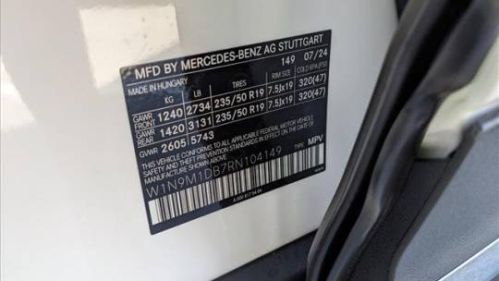 MFD BY MERCEDES-BENZ AG STUTTGART
MADE IN HUNGARY 149 07/24
KG LB TIRES RIM SIZE COLD
GAWR FRONT 1240 2734 235/50 R19 7.5Jx19 320(47)
GAWR REAR 1420 3131 235/50 R19 7.5Jx19 320(47)
GVWR 2605 5743
THIS VEHICLE CONFORMS TO ALL APPLICABLE FEDERAL MOTOR VEHICLE
SAFETY AND THEFT PREVENTION STANDARDS IN EFFECT ON THE DATE OF
MANUFACTURE SHOWN ABOVE. TYPE: MPV
W1N9M1DB7RN104149